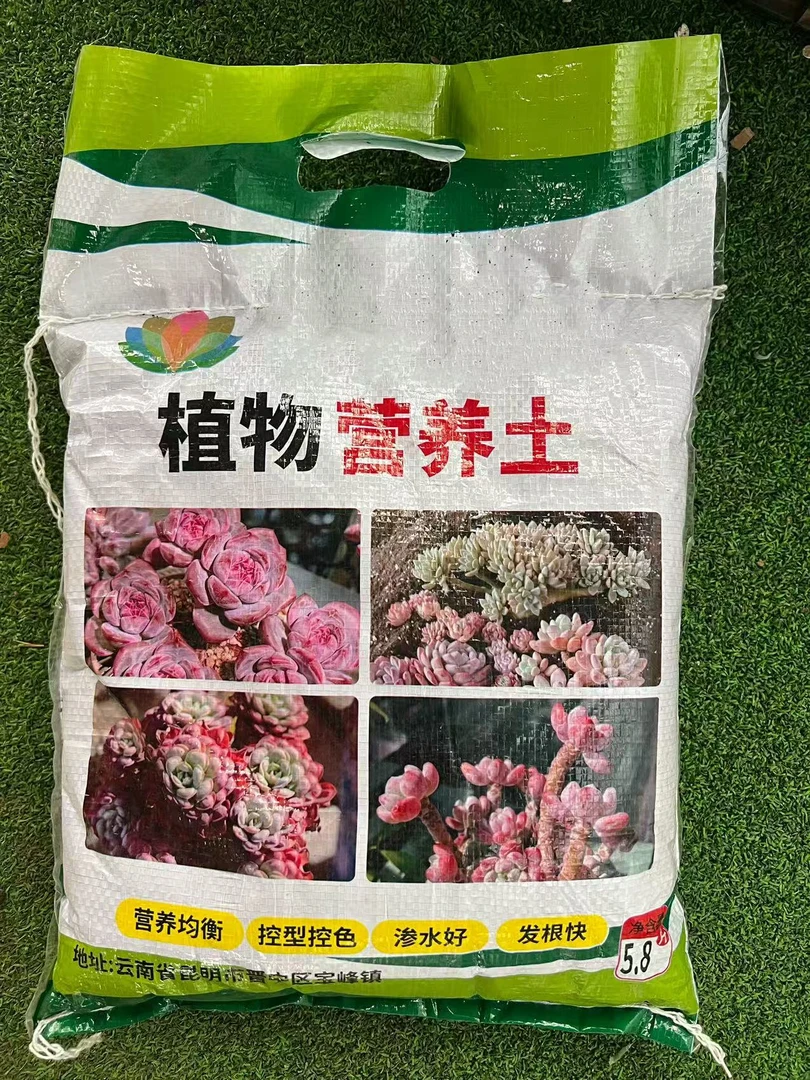 植物营养土
营养均衡 控型控色 渗水好 发根快
净含
5.8
地址:云南省昆明市晋宁区宝峰镇